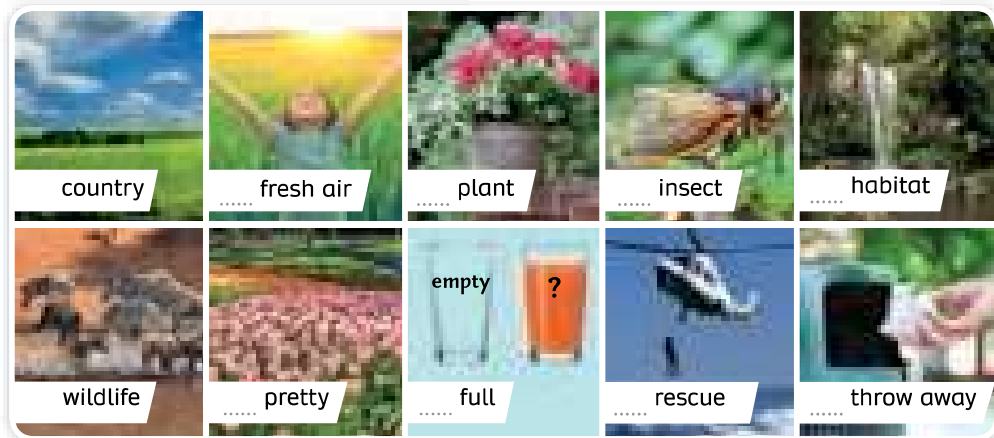 country
...... fresh air
...... plant
...... insect
...... habitat
wildlife
...... pretty
empty
?
...... full
...... rescue
...... throw away